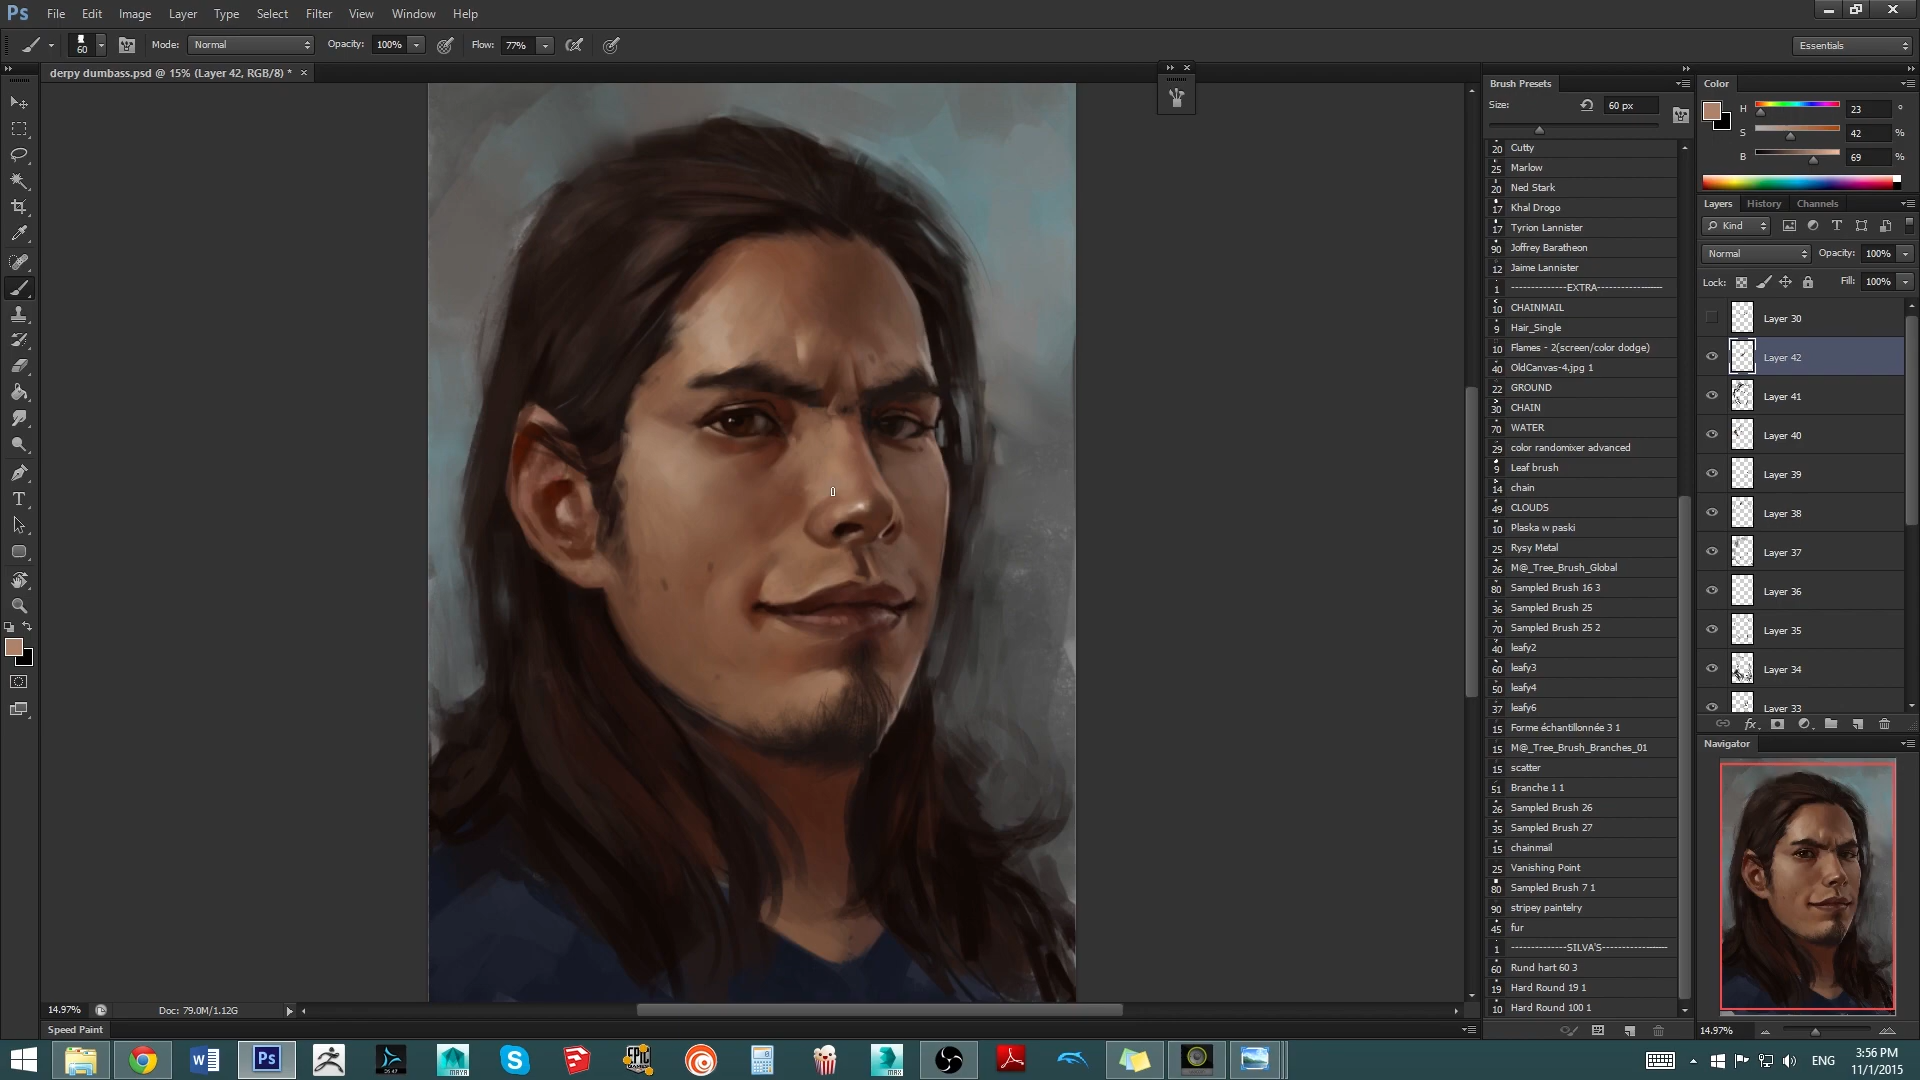 Ps File Edit Image Layer Type Select Filter View Window Help
60 Mode: Normal Opacity: 100% Flow: 77% Essentials
derpy dumbass.psd @ 15% (Layer 42, RGB/8) * ×
Brush Presets
Size: 60 px
20 Cutty
25 Marlow
20 Ned Stark
17 Khal Drogo
17 Tyrion Lannister
90 Joffrey Baratheon
12 Jaime Lannister
1 --------------EXTRA-----------------
10 CHAINMAIL
9 Hair_Single
10 Flames - 2(screen/color dodge)
40 OldCanvas-4.jpg 1
22 GROUND
30 CHAIN
70 WATER
29 color randomixer advanced
9 Leaf brush
14 chain
49 CLOUDS
10 Plaska w paski
25 Rysy Metal
26 M@_Tree_Brush_Global
80 Sampled Brush 16 3
36 Sampled Brush 25
70 Sampled Brush 25 2
40 leafy2
60 leafy3
50 leafy4
37 leafy6
15 Forme échantillonnée 3 1
15 M@_Tree_Brush_Branches_01
15 scatter
51 Branche 1 1
26 Sampled Brush 26
35 Sampled Brush 27
15 chainmail
25 Vanishing Point
80 Sampled Brush 7 1
90 stripey paintelry
45 fur
1 --------------SILVA'S-----------------
60 Rund hart 60 3
19 Hard Round 19 1
10 Hard Round 100 1
Color
H 23 °
S 42 %
B 69 %
Layers History Channels
Kind
Normal Opacity: 100%
Lock: Fill: 100%
Layer 30
Layer 42
Layer 41
Layer 40
Layer 39
Layer 38
Layer 37
Layer 36
Layer 35
Layer 34
Layer 33
fx
Navigator
14.97%
14.97% Doc: 79.0M/1.12G
Speed Paint
Ps MAYA EPIC GAMES MAX ENG
3:56 PM
11/1/2015